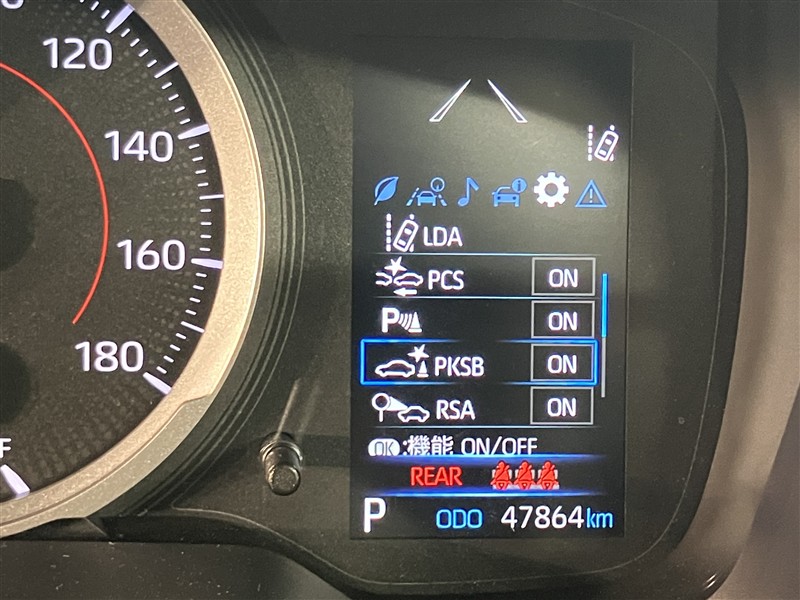 120
140
160
180
F
LDA
PCS ON
P ON
PKSB ON
RSA ON
OK :機能 ON/OFF
REAR
P ODO 47864km